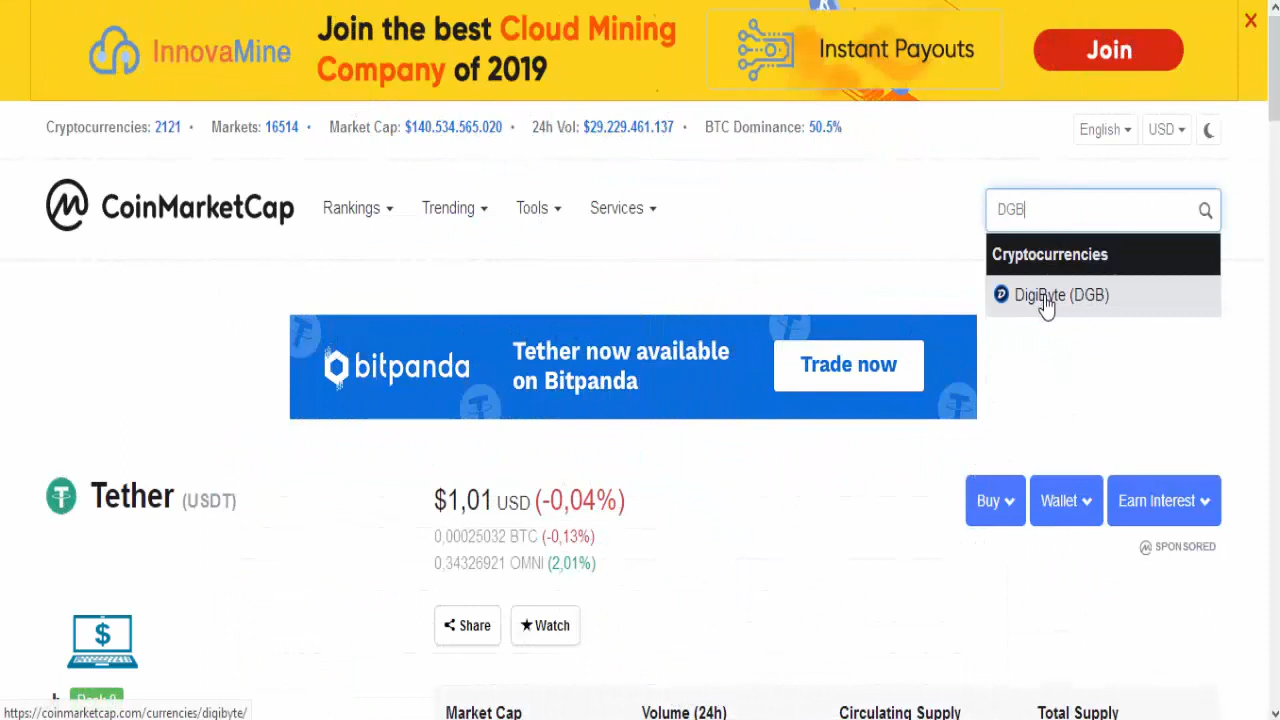 InnovaMine
Join the best Cloud Mining
Company of 2019
Instant Payouts
Join
Cryptocurrencies: 2121 • Markets: 16514 • Market Cap: $140.534.565.020 • 24h Vol: $29.229.461.137 • BTC Dominance: 50.5%
English
USD
CoinMarketCap
Rankings
Trending
Tools
Services
DGB
Cryptocurrencies
DigiByte (DGB)
bitpanda
Tether now available
on Bitpanda
Trade now
Tether (USDT)
$1,01 USD (-0,04%)
0,00025032 BTC (-0,13%)
0,34326921 OMNI (2,01%)
Buy
Wallet
Earn Interest
SPONSORED
Share
Watch
$
Market Cap
Volume (24h)
Circulating Supply
Total Supply
https://coinmarketcap.com/currencies/digibyte/